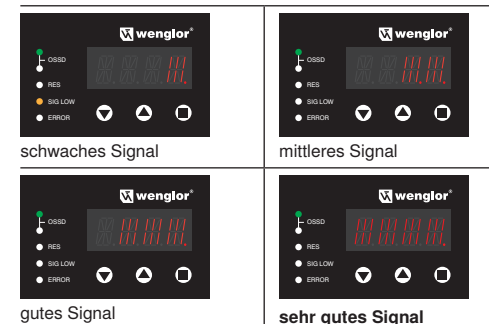 wenglor®
OSSD
RES
SIG LOW
ERROR
schwaches Signal
wenglor®
OSSD
RES
SIG LOW
ERROR
mittleres Signal
wenglor®
OSSD
RES
SIG LOW
ERROR
gutes Signal
wenglor®
OSSD
RES
SIG LOW
ERROR
sehr gutes Signal